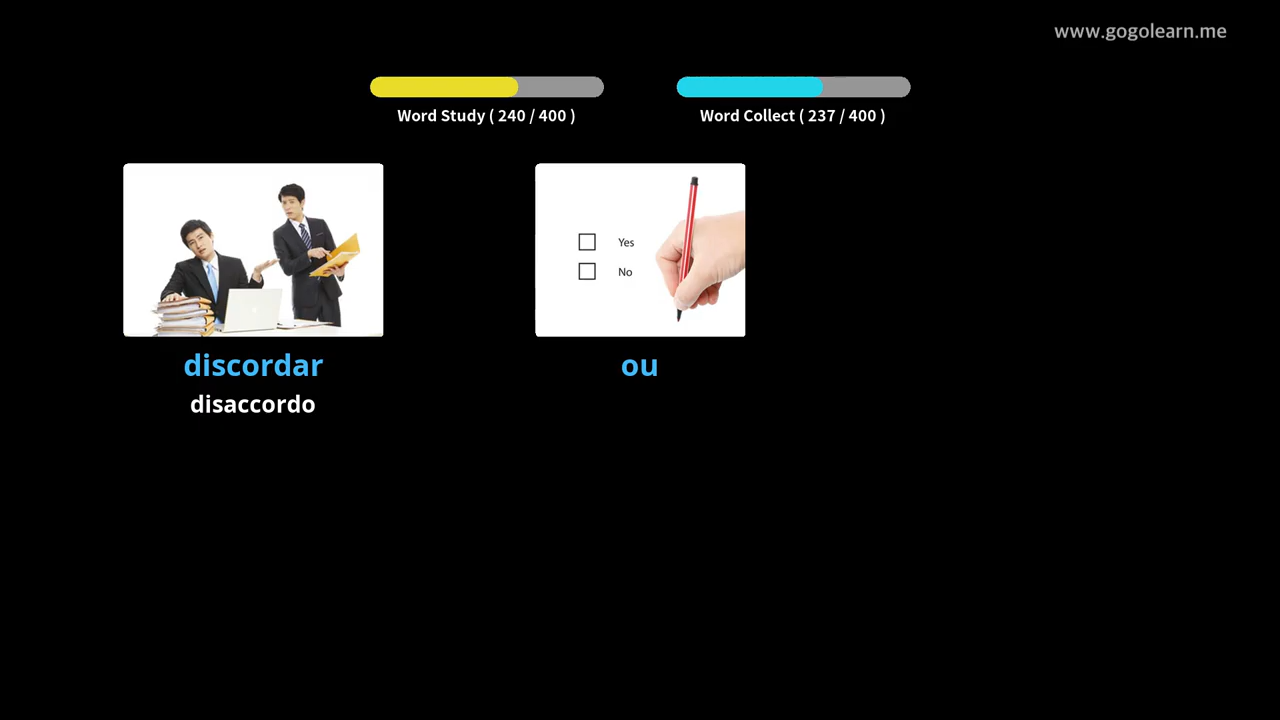 www.gogolearn.me
Word Study ( 240 / 400 )
Word Collect ( 237 / 400 )
Yes
No
discordar
disaccordo
ou